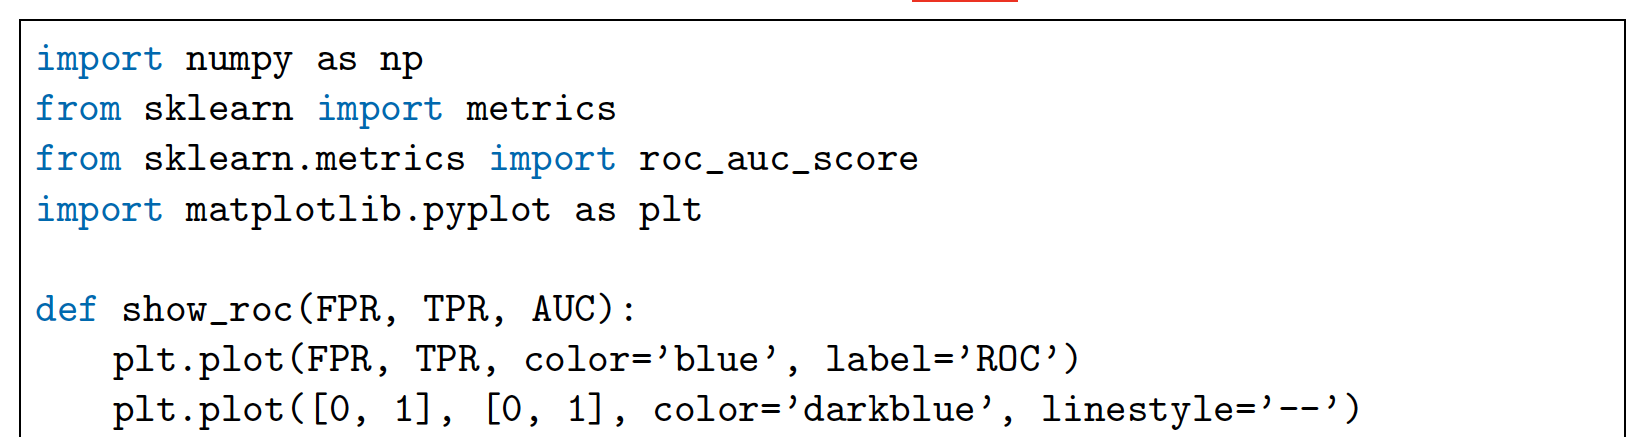 import numpy as np
from sklearn import metrics
from sklearn.metrics import roc_auc_score
import matplotlib.pyplot as plt
def show_roc(FPR, TPR, AUC):
plt.plot(FPR, TPR, color=’blue’, label=’ROC’)
plt.plot([0, 1], [0, 1], color=’darkblue’, linestyle=’--’)